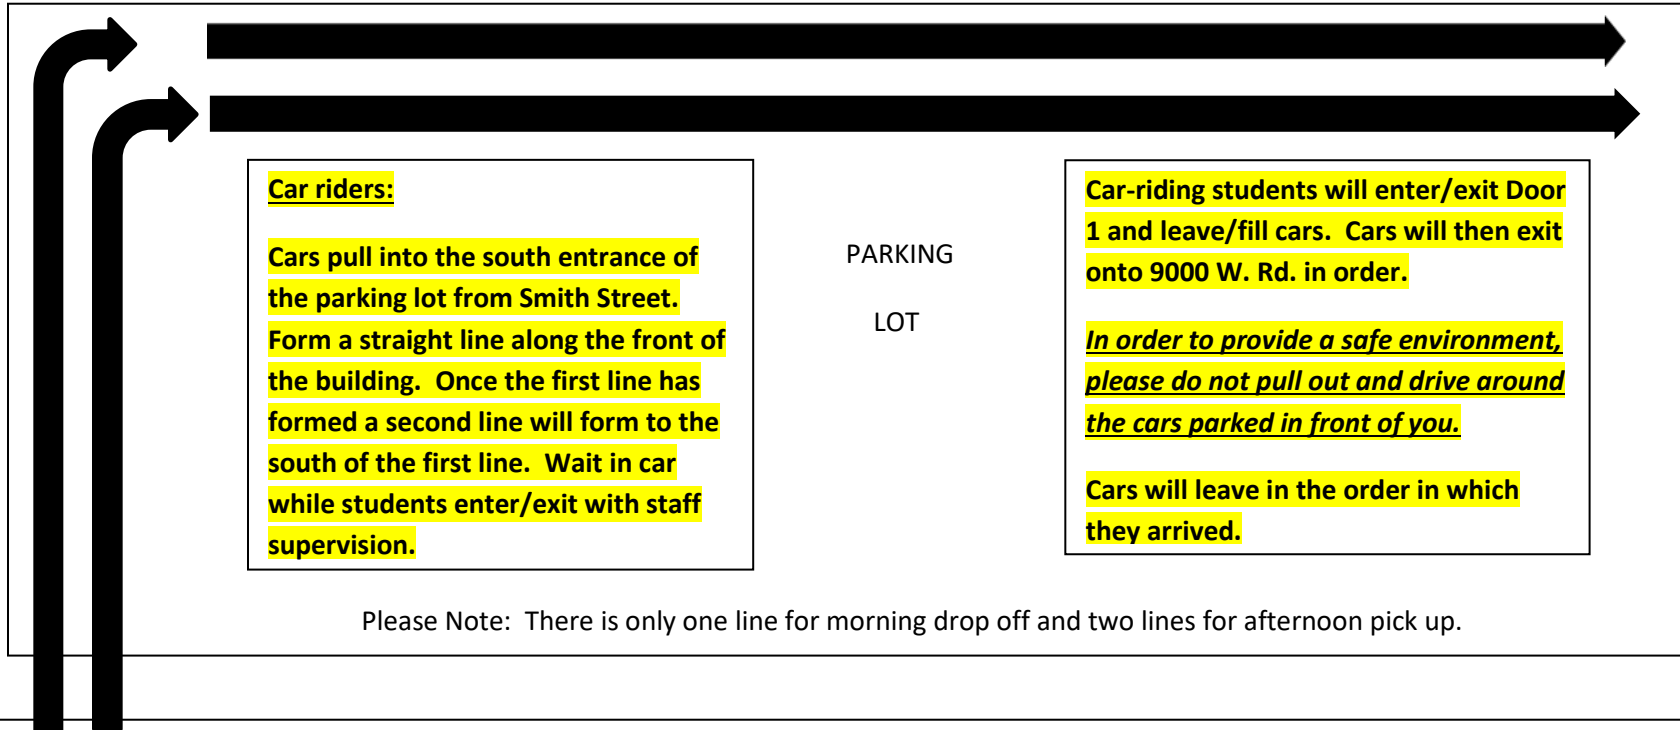 Car riders:
Cars pull into the south entrance of
the parking lot from Smith Street.
Form a straight line along the front of
the building.  Once the first line has
formed a second line will form to the
south of the first line.  Wait in car
while students enter/exit with staff
supervision.
PARKING
LOT
Car-riding students will enter/exit Door
1 and leave/fill cars.  Cars will then exit
onto 9000 W. Rd. in order.
In order to provide a safe environment,
please do not pull out and drive around
the cars parked in front of you.
Cars will leave in the order in which
they arrived.
Please Note:  There is only one line for morning drop off and two lines for afternoon pick up.